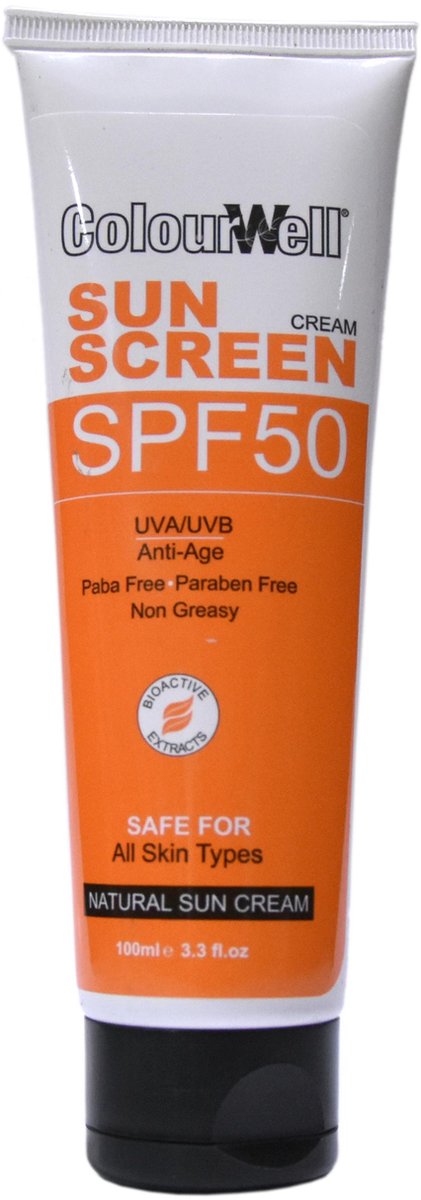 ColourWell®
SUN
CREAM
SCREEN
SPF50
UVA/UVB
Anti-Age
Paba Free • Paraben Free
Non Greasy
BIOACTIVE
EXTRACTS
SAFE FOR
All Skin Types
NATURAL SUN CREAM
100ml e 3.3 fl.oz